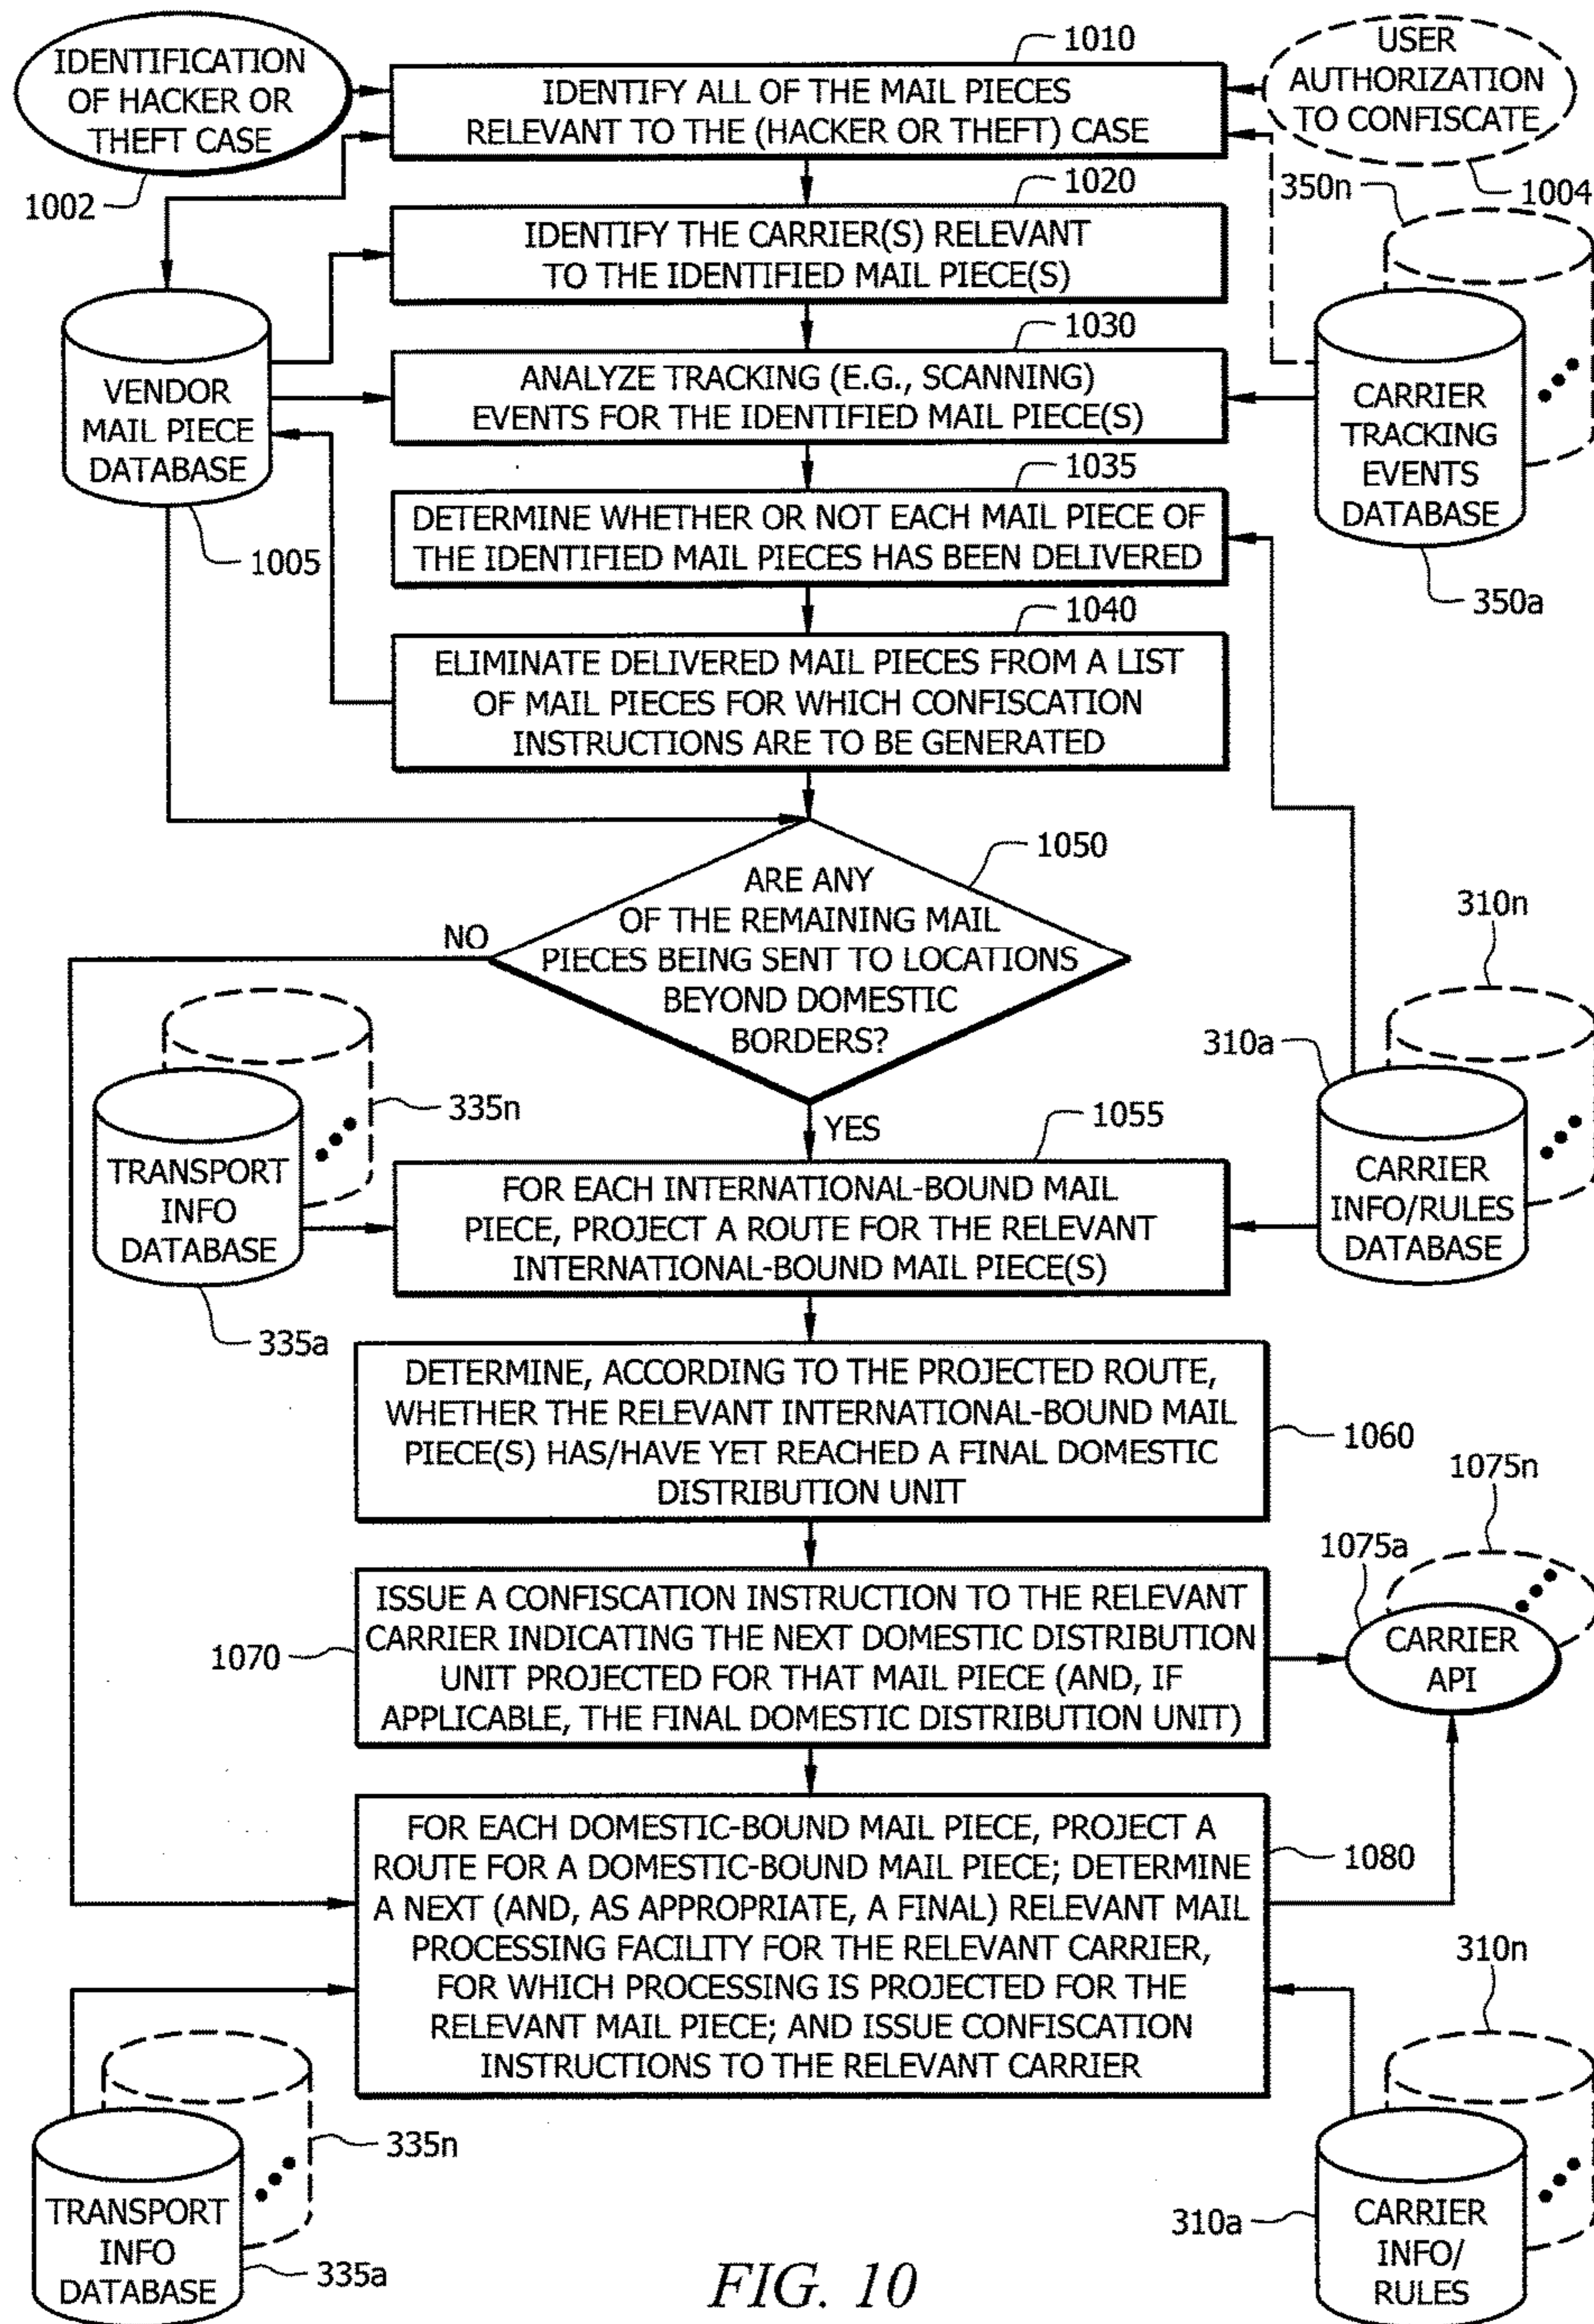 IDENTIFICATION
OF HACKER OR
THEFT CASE
1002
1010
IDENTIFY ALL OF THE MAIL PIECES
RELEVANT TO THE (HACKER OR THEFT) CASE
USER
AUTHORIZATION
TO CONFISCATE
1004
1020
IDENTIFY THE CARRIER(S) RELEVANT
TO THE IDENTIFIED MAIL PIECE(S)
350n
VENDOR
MAIL PIECE
DATABASE
1005
1030
ANALYZE TRACKING (E.G., SCANNING)
EVENTS FOR THE IDENTIFIED MAIL PIECE(S)
CARRIER
TRACKING
EVENTS
DATABASE
350a
1035
DETERMINE WHETHER OR NOT EACH MAIL PIECE OF
THE IDENTIFIED MAIL PIECES HAS BEEN DELIVERED
1040
ELIMINATE DELIVERED MAIL PIECES FROM A LIST
OF MAIL PIECES FOR WHICH CONFISCATION
INSTRUCTIONS ARE TO BE GENERATED
1050
ARE ANY
OF THE REMAINING MAIL
PIECES BEING SENT TO LOCATIONS
BEYOND DOMESTIC
BORDERS?
NO
YES
310n
310a
CARRIER
INFO/RULES
DATABASE
335n
TRANSPORT
INFO
DATABASE
335a
1055
FOR EACH INTERNATIONAL-BOUND MAIL
PIECE, PROJECT A ROUTE FOR THE RELEVANT
INTERNATIONAL-BOUND MAIL PIECE(S)
DETERMINE, ACCORDING TO THE PROJECTED ROUTE,
WHETHER THE RELEVANT INTERNATIONAL-BOUND MAIL
PIECE(S) HAS/HAVE YET REACHED A FINAL DOMESTIC
DISTRIBUTION UNIT
1060
1075n
1075a
CARRIER
API
1070
ISSUE A CONFISCATION INSTRUCTION TO THE RELEVANT
CARRIER INDICATING THE NEXT DOMESTIC DISTRIBUTION
UNIT PROJECTED FOR THAT MAIL PIECE (AND, IF
APPLICABLE, THE FINAL DOMESTIC DISTRIBUTION UNIT)
FOR EACH DOMESTIC-BOUND MAIL PIECE, PROJECT A
ROUTE FOR A DOMESTIC-BOUND MAIL PIECE; DETERMINE
A NEXT (AND, AS APPROPRIATE, A FINAL) RELEVANT MAIL
PROCESSING FACILITY FOR THE RELEVANT CARRIER,
FOR WHICH PROCESSING IS PROJECTED FOR THE
RELEVANT MAIL PIECE; AND ISSUE CONFISCATION
INSTRUCTIONS TO THE RELEVANT CARRIER
1080
335n
TRANSPORT
INFO
DATABASE
335a
310n
310a
CARRIER
INFO/
RULES
FIG. 10